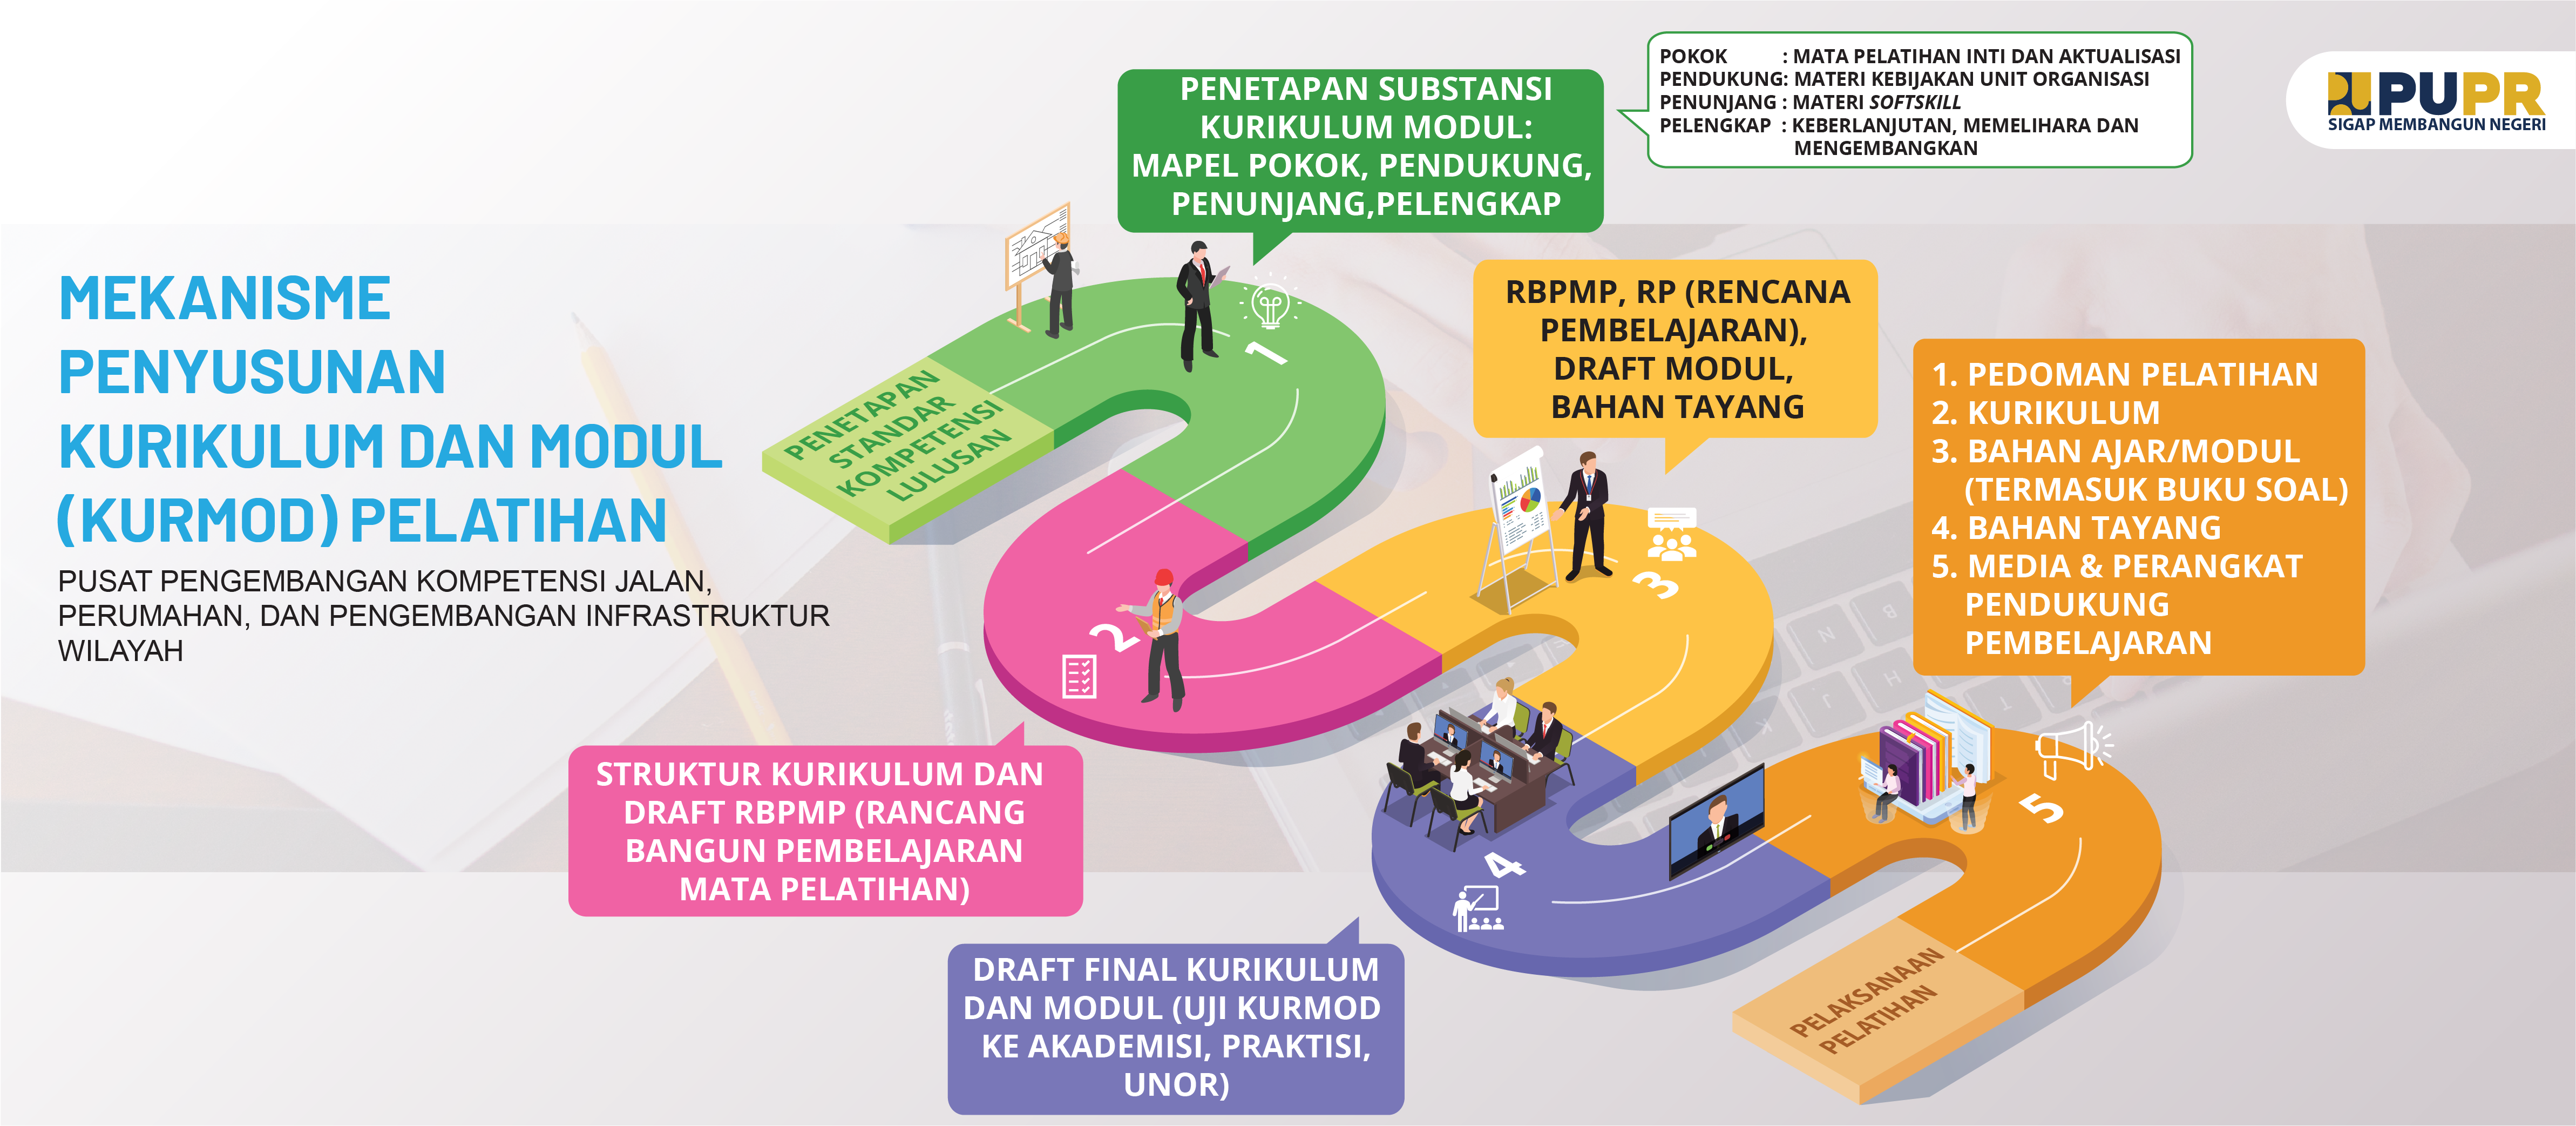 MEKANISME
PENYUSUNAN
KURIKULUM DAN MODUL
(KURMOD) PELATIHAN
PUSAT PENGEMBANGAN KOMPETENSI JALAN,
PERUMAHAN, DAN PENGEMBANGAN INFRASTRUKTUR
WILAYAH
PENETAPAN
STANDAR
KOMPETENSI
LULUSAN
PENETAPAN SUBSTANSI
KURIKULUM MODUL:
MAPEL POKOK, PENDUKUNG,
PENUNJANG,PELENGKAP
POKOK : MATA PELATIHAN INTI DAN AKTUALISASI
PENDUKUNG: MATERI KEBIJAKAN UNIT ORGANISASI
PENUNJANG : MATERI SOFTSKILL
PELENGKAP : KEBERLANJUTAN, MEMELIHARA DAN
MENGEMBANGKAN
PUPR
SIGAP MEMBANGUN NEGERI
1
2
STRUKTUR KURIKULUM DAN
DRAFT RBPMP (RANCANG
BANGUN PEMBELAJARAN
MATA PELATIHAN)
RBPMP, RP (RENCANA
PEMBELAJARAN),
DRAFT MODUL,
BAHAN TAYANG
3
4
DRAFT FINAL KURIKULUM
DAN MODUL (UJI KURMOD
KE AKADEMISI, PRAKTISI,
UNOR)
1. PEDOMAN PELATIHAN
2. KURIKULUM
3. BAHAN AJAR/MODUL
(TERMASUK BUKU SOAL)
4. BAHAN TAYANG
5. MEDIA & PERANGKAT
PENDUKUNG
PEMBELAJARAN
5
PELAKSANAAN
PELATIHAN